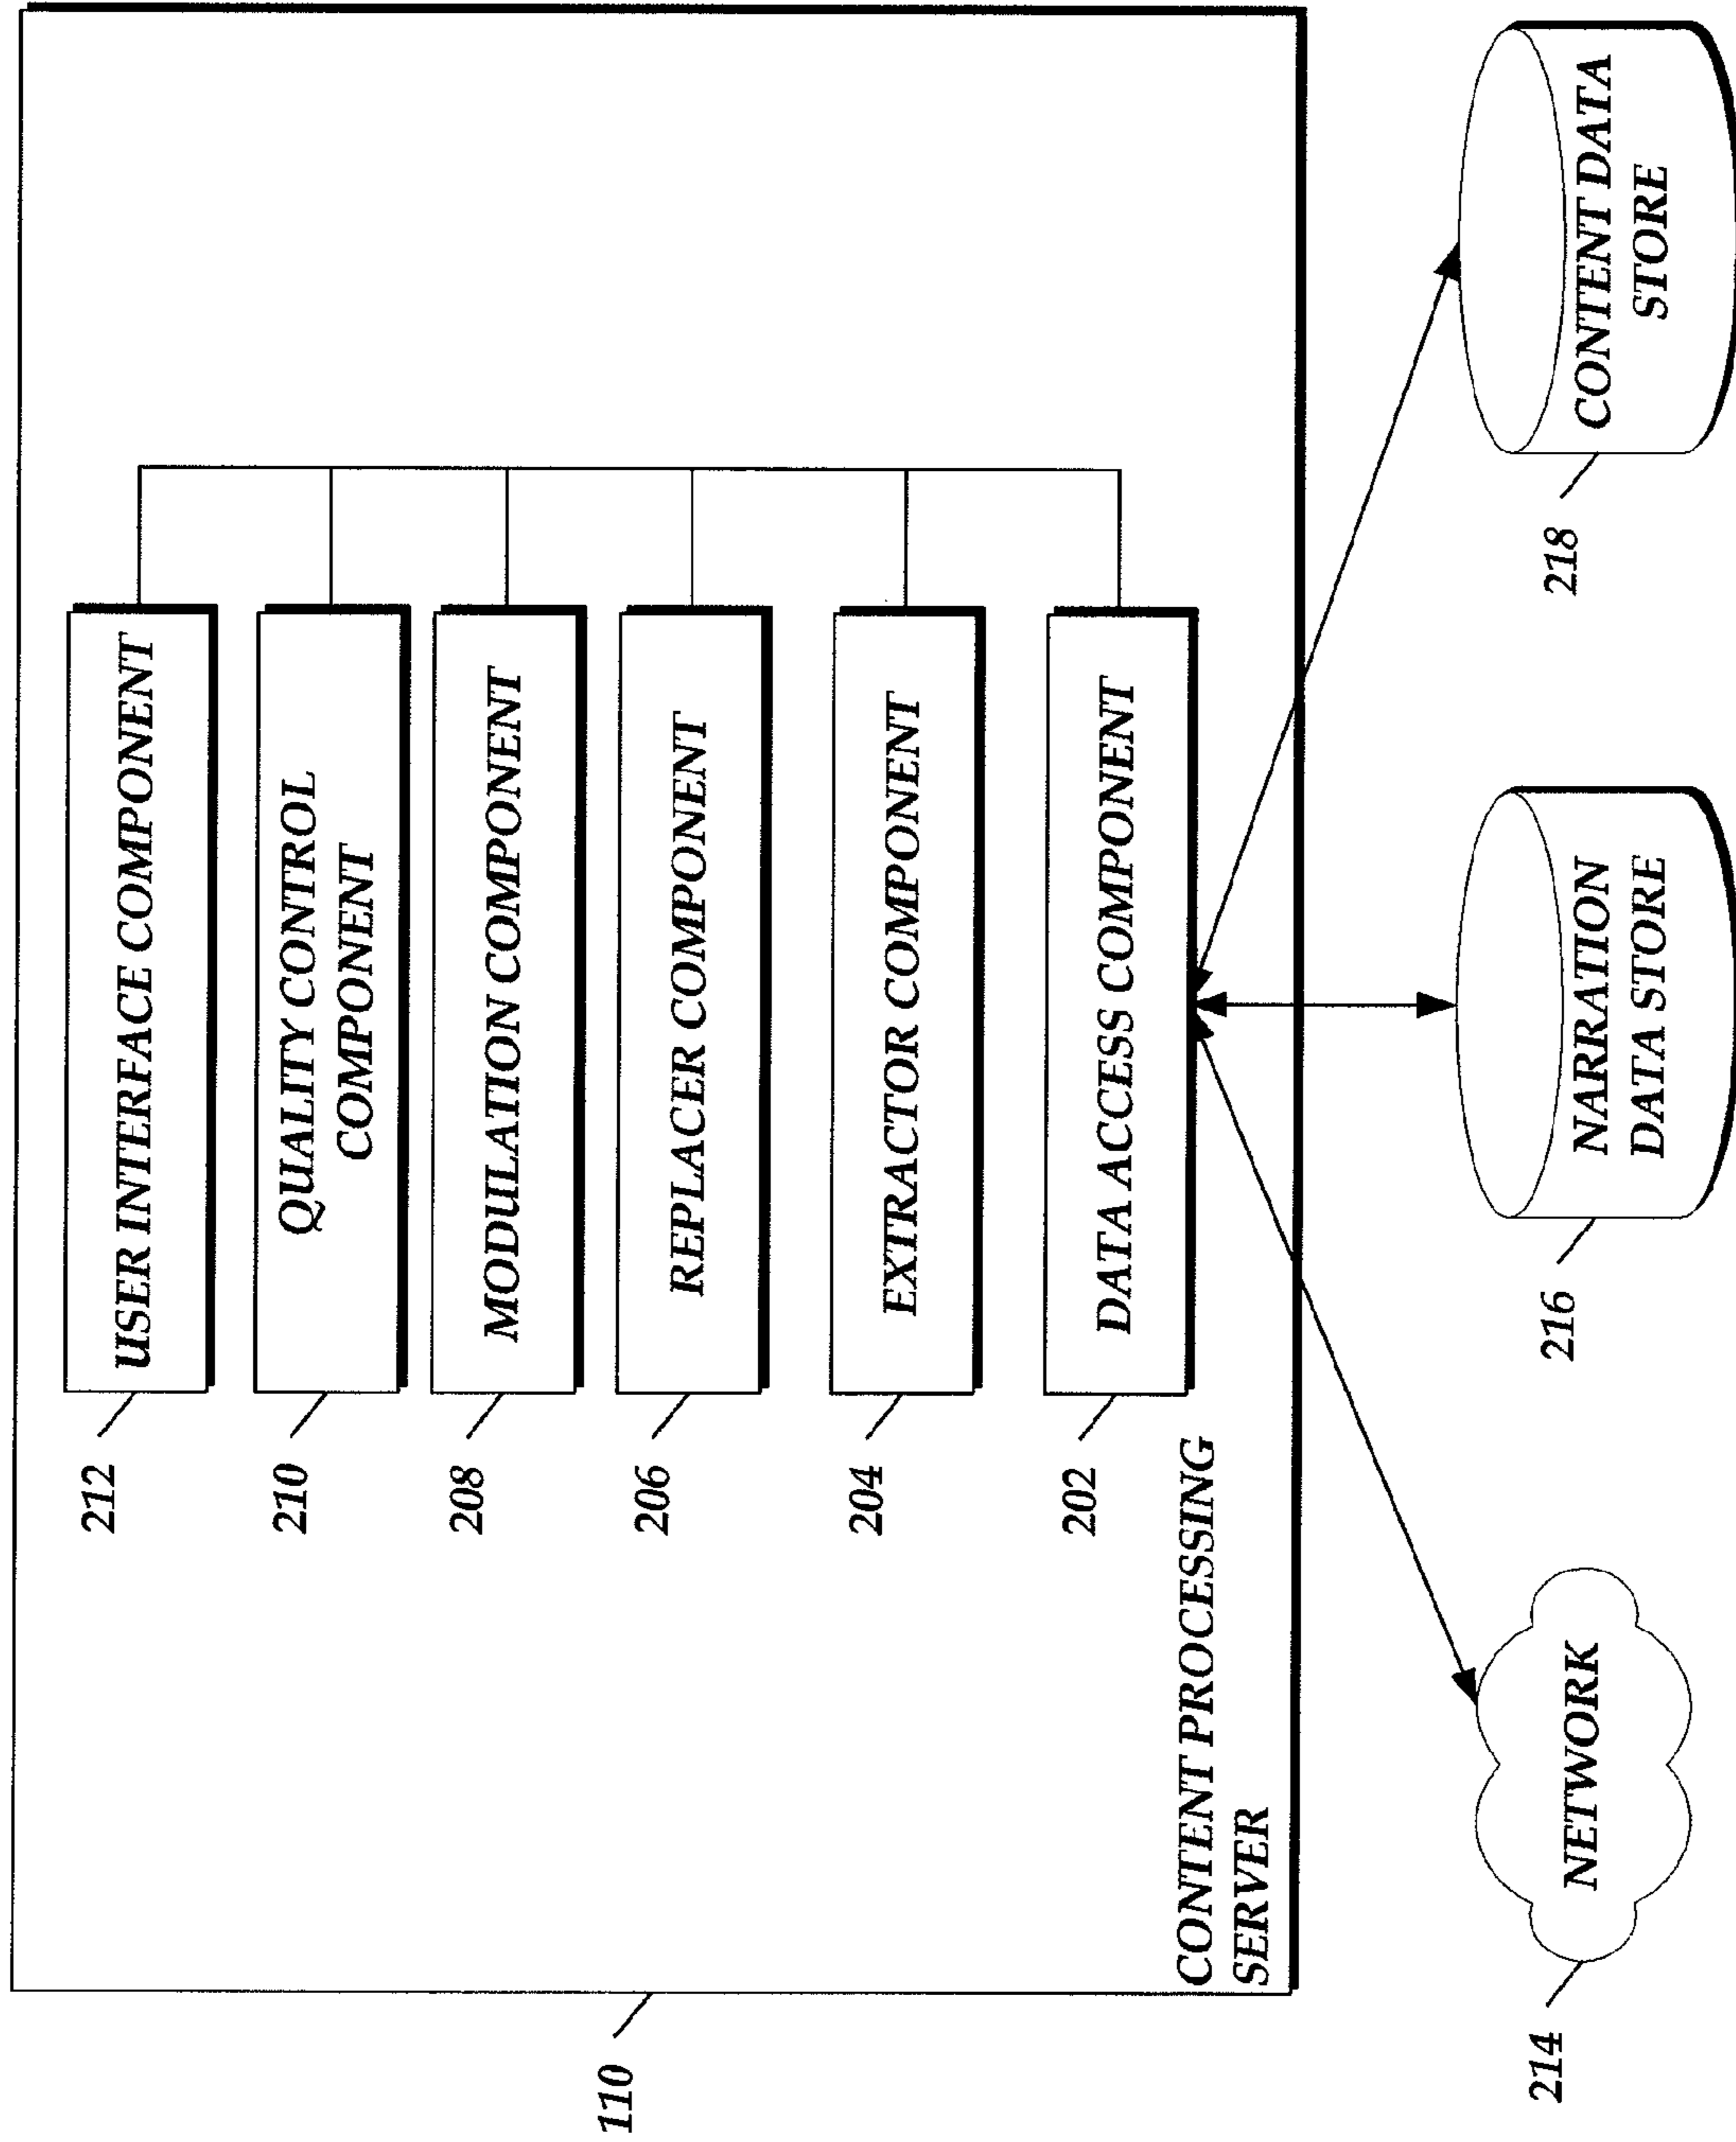 212
USER INTERFACE COMPONENT
210
QUALITY CONTROL
COMPONENT
208
MODULATION COMPONENT
206
REPLACER COMPONENT
204
EXTRACTOR COMPONENT
202
DATA ACCESS COMPONENT
CONTENT PROCESSING
SERVER
110
214
NETWORK
216
NARRATION
DATA STORE
218
CONTENT DATA
STORE